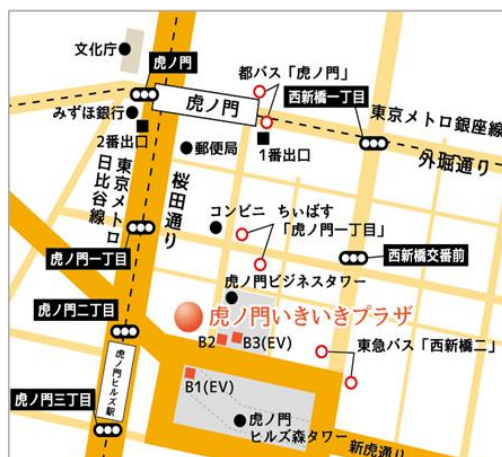 文化庁
虎ノ門
都バス「虎ノ門」
虎ノ門
西新橋一丁目
東京メトロ銀座線
みずほ銀行
2番出口
郵便局
1番出口
外堀通り
東京メトロ
日比谷線
桜田通り
コンビニ
ちぃばす
「虎ノ門一丁目」
虎ノ門一丁目
西新橋交番前
虎ノ門ビジネスタワー
虎ノ門いきいきプラザ
虎ノ門二丁目
B2
B3(EV)
東急バス「西新橋二」
虎ノ門ヒルズ駅
B1(EV)
虎ノ門三丁目
虎ノ門
ヒルズ森タワー
新虎通り